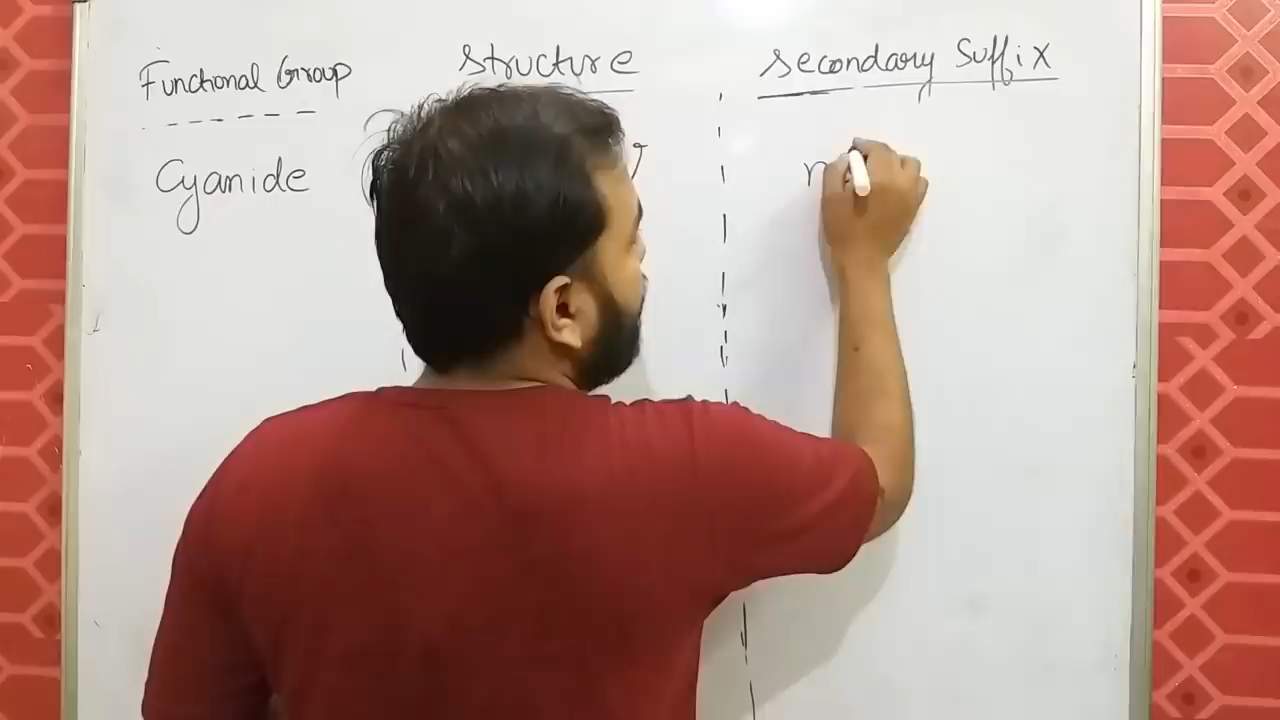 Functional Group
Structure
Secondary Suffix
Cyanide